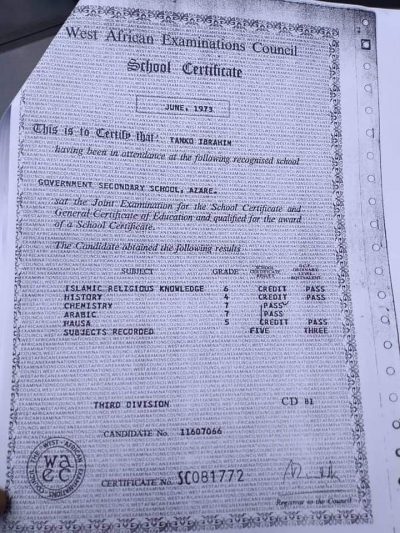 West African Examinations Council
School Certificate
JUNE, 1973
This is to Certify that: TANKO IBRAHIM
having been in attendance at the following recognised school
GOVERNMENT SECONDARY SCHOOL, AZARE.
sat the Joint Examination for the School Certificate and
General Certificate of Education and qualified for the award
of a School Certificate.
The Candidate obtained the following results
SUBJECT GRADE CERTIFICATE ORDINARY LEVEL
ISLAMIC RELIGIOUS KNOWLEDGE 6 CREDIT PASS
HISTORY 4 CREDIT PASS
CHEMISTRY PASS
ARABIC 7 PASS
HAUSA 5 CREDIT PASS
SUBJECTS RECORDED FIVE THREE
THIRD DIVISION CD 81
CANDIDATE No. 11607066
CERTIFICATE No. SC081772
Registrar to the Council